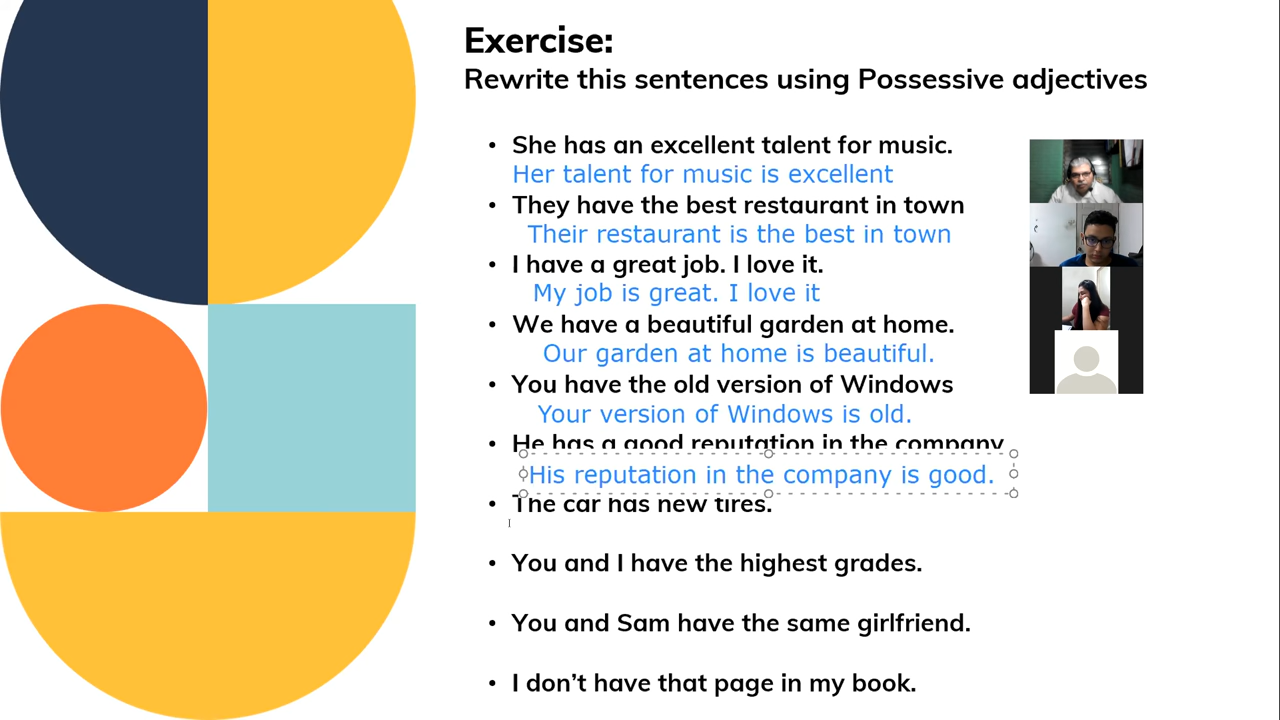 Exercise:
Rewrite this sentences using Possessive adjectives
• She has an excellent talent for music.
Her talent for music is excellent
• They have the best restaurant in town
Their restaurant is the best in town
• I have a great job. I love it.
My job is great. I love it
• We have a beautiful garden at home.
Our garden at home is beautiful.
• You have the old version of Windows
Your version of Windows is old.
• He has a good reputation in the company
His reputation in the company is good.
• The car has new tires.
• You and I have the highest grades.
• You and Sam have the same girlfriend.
• I don’t have that page in my book.